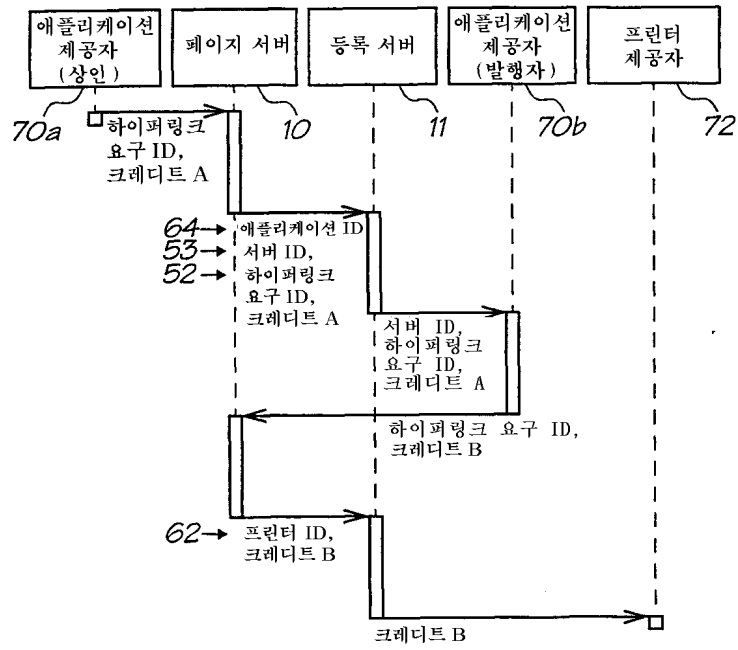 애플리케이션
제공자
(상인)
페이지 서버
등록 서버
애플리케이션
제공자
(발행자)
프린터
제공자
70a
10
11
70b
72
하이퍼링크
요구 ID,
크레디트 A
64
애플리케이션 ID
53
서버 ID,
52
하이퍼링크
요구 ID,
크레디트 A
서버 ID,
하이퍼링크
요구 ID,
크레디트 A
하이퍼링크 요구 ID,
크레디트 B
62
프린터 ID,
크레디트 B
크레디트 B